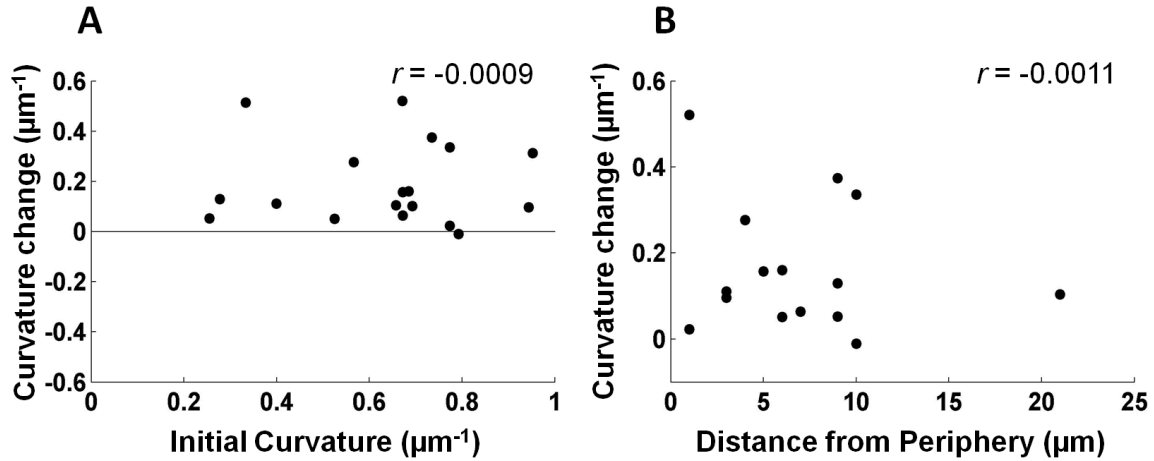 A
r = -0.0009
Curvature change (µm⁻¹)
0.6
0.4
0.2
0
-0.2
-0.4
-0.6
0 0.2 0.4 0.6 0.8 1
Initial Curvature (µm⁻¹)
B
r = -0.0011
Curvature change (µm⁻¹)
0.6
0.4
0.2
0
0 5 10 15 20 25
Distance from Periphery (µm)